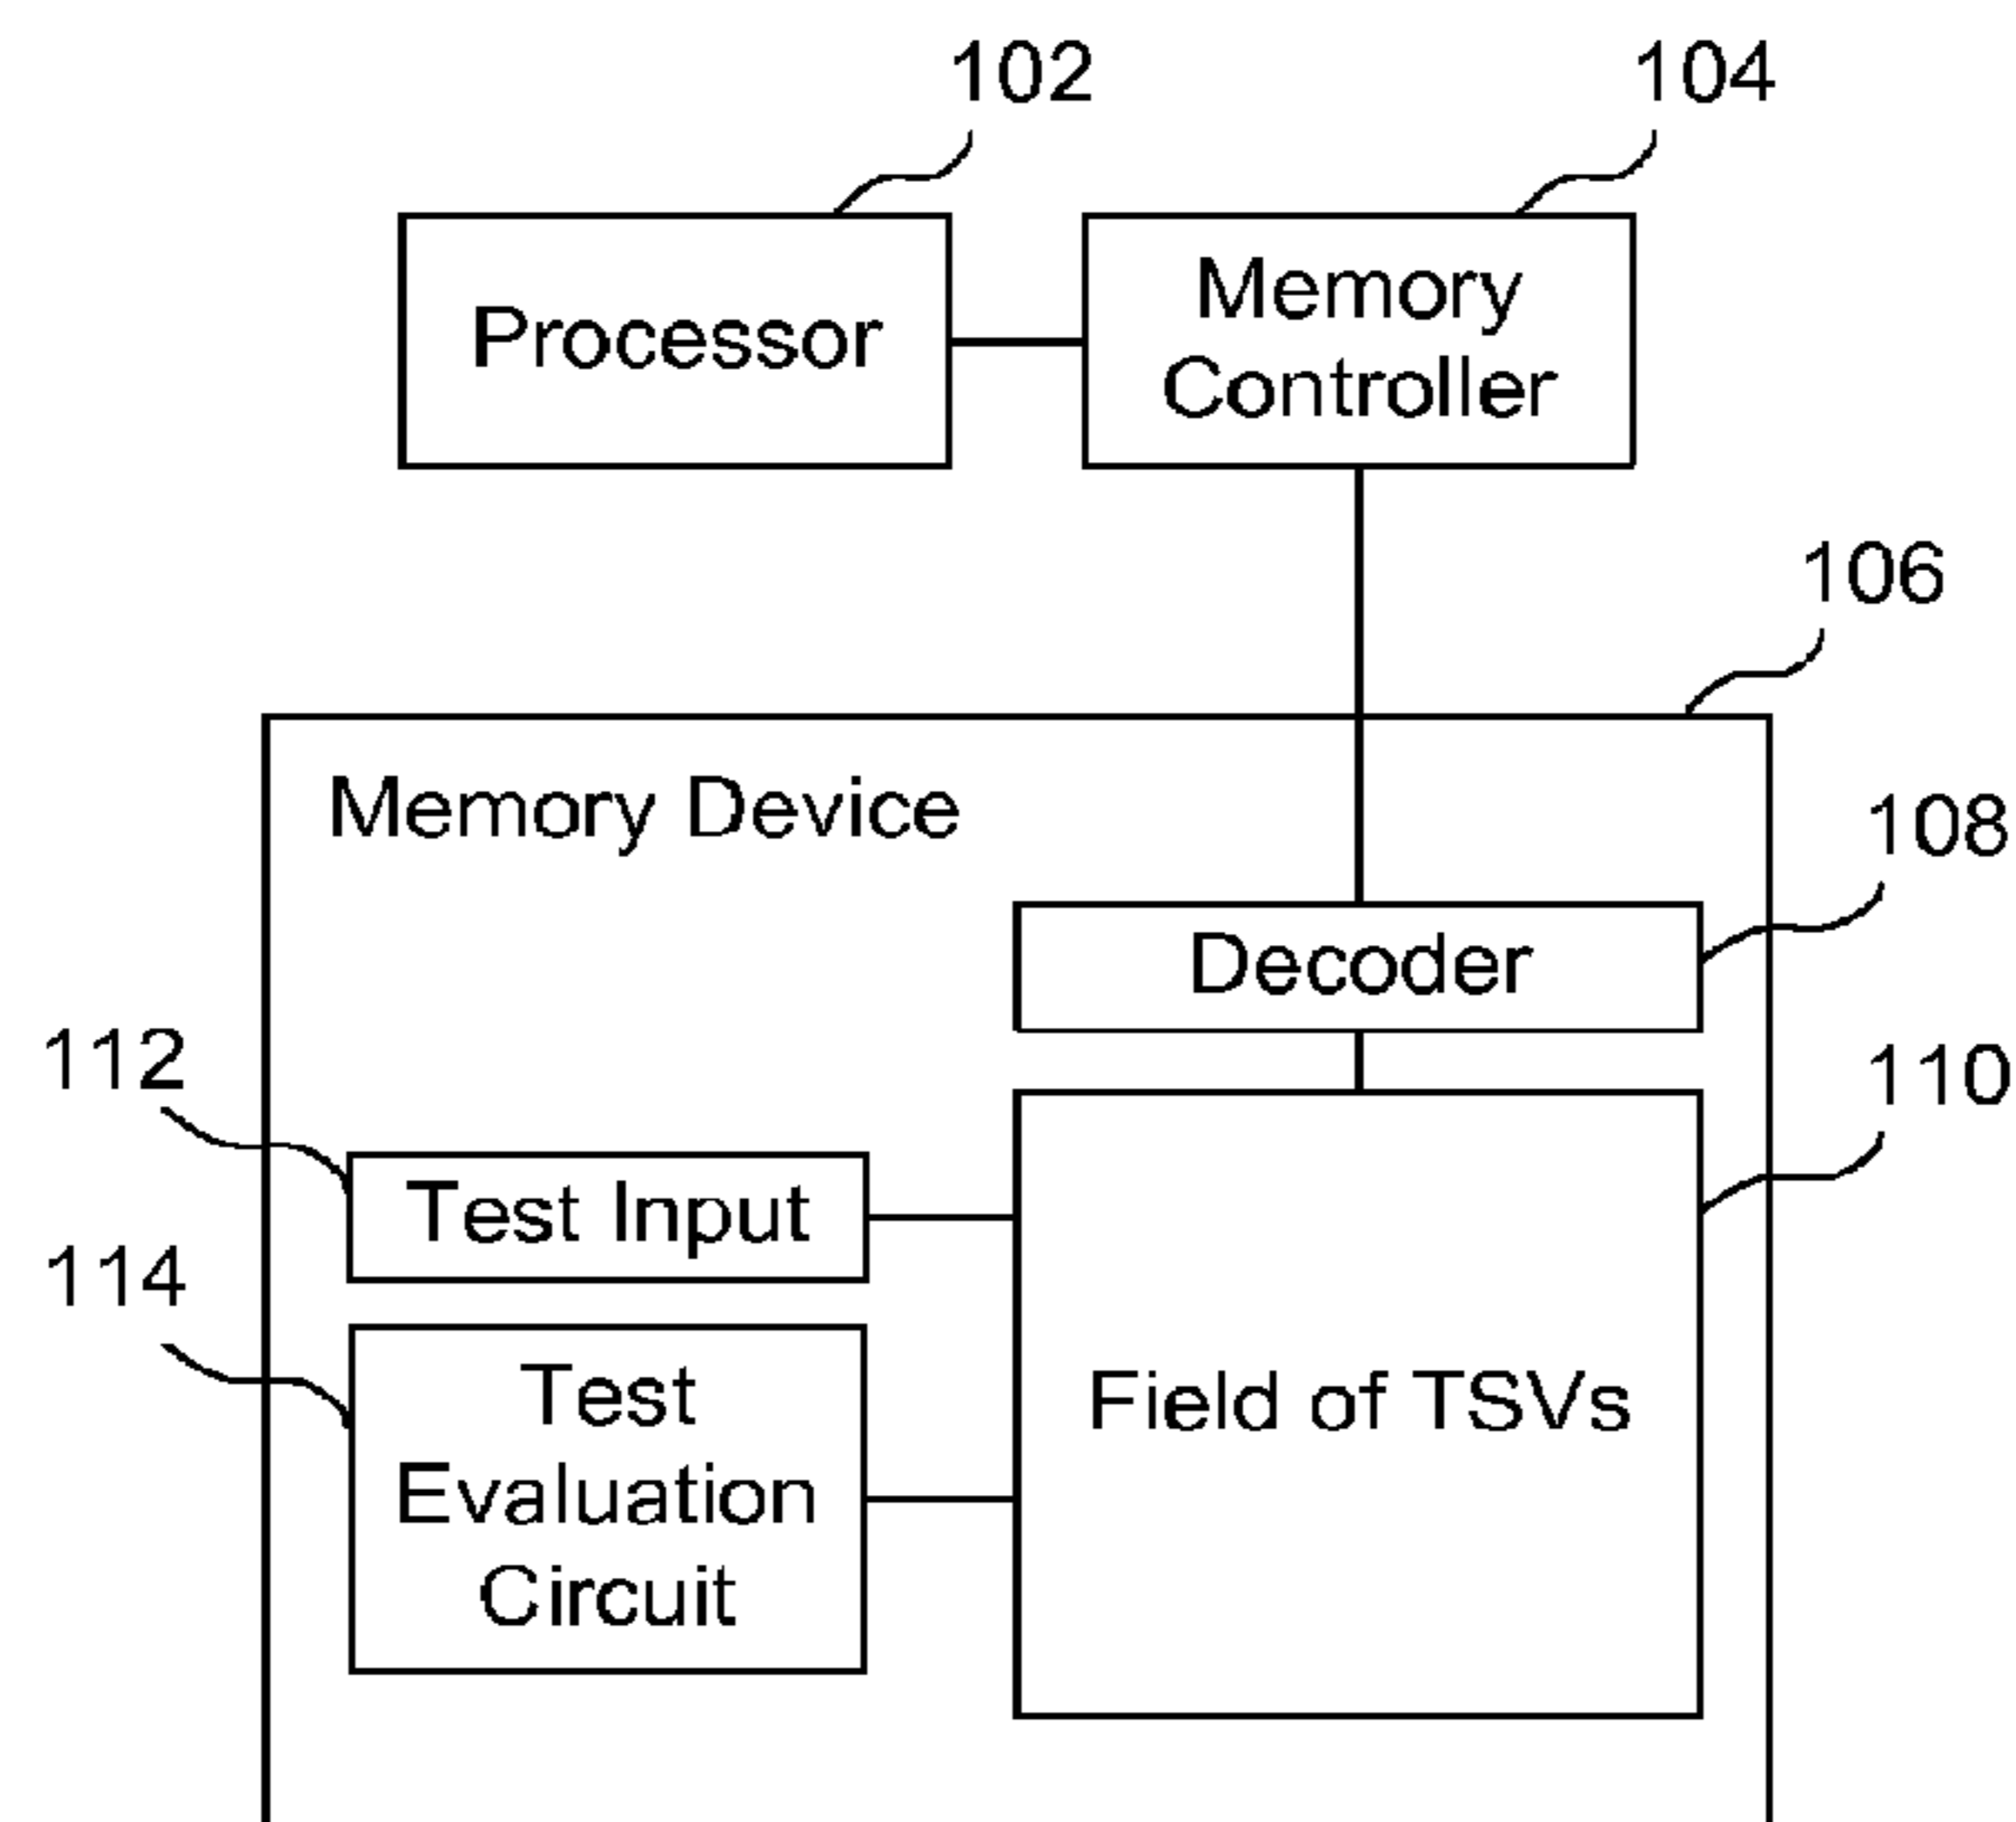 102
104
Processor
Memory
Controller
106
Memory Device
108
Decoder
112
110
Test Input
114
Test
Evaluation
Circuit
Field of TSVs